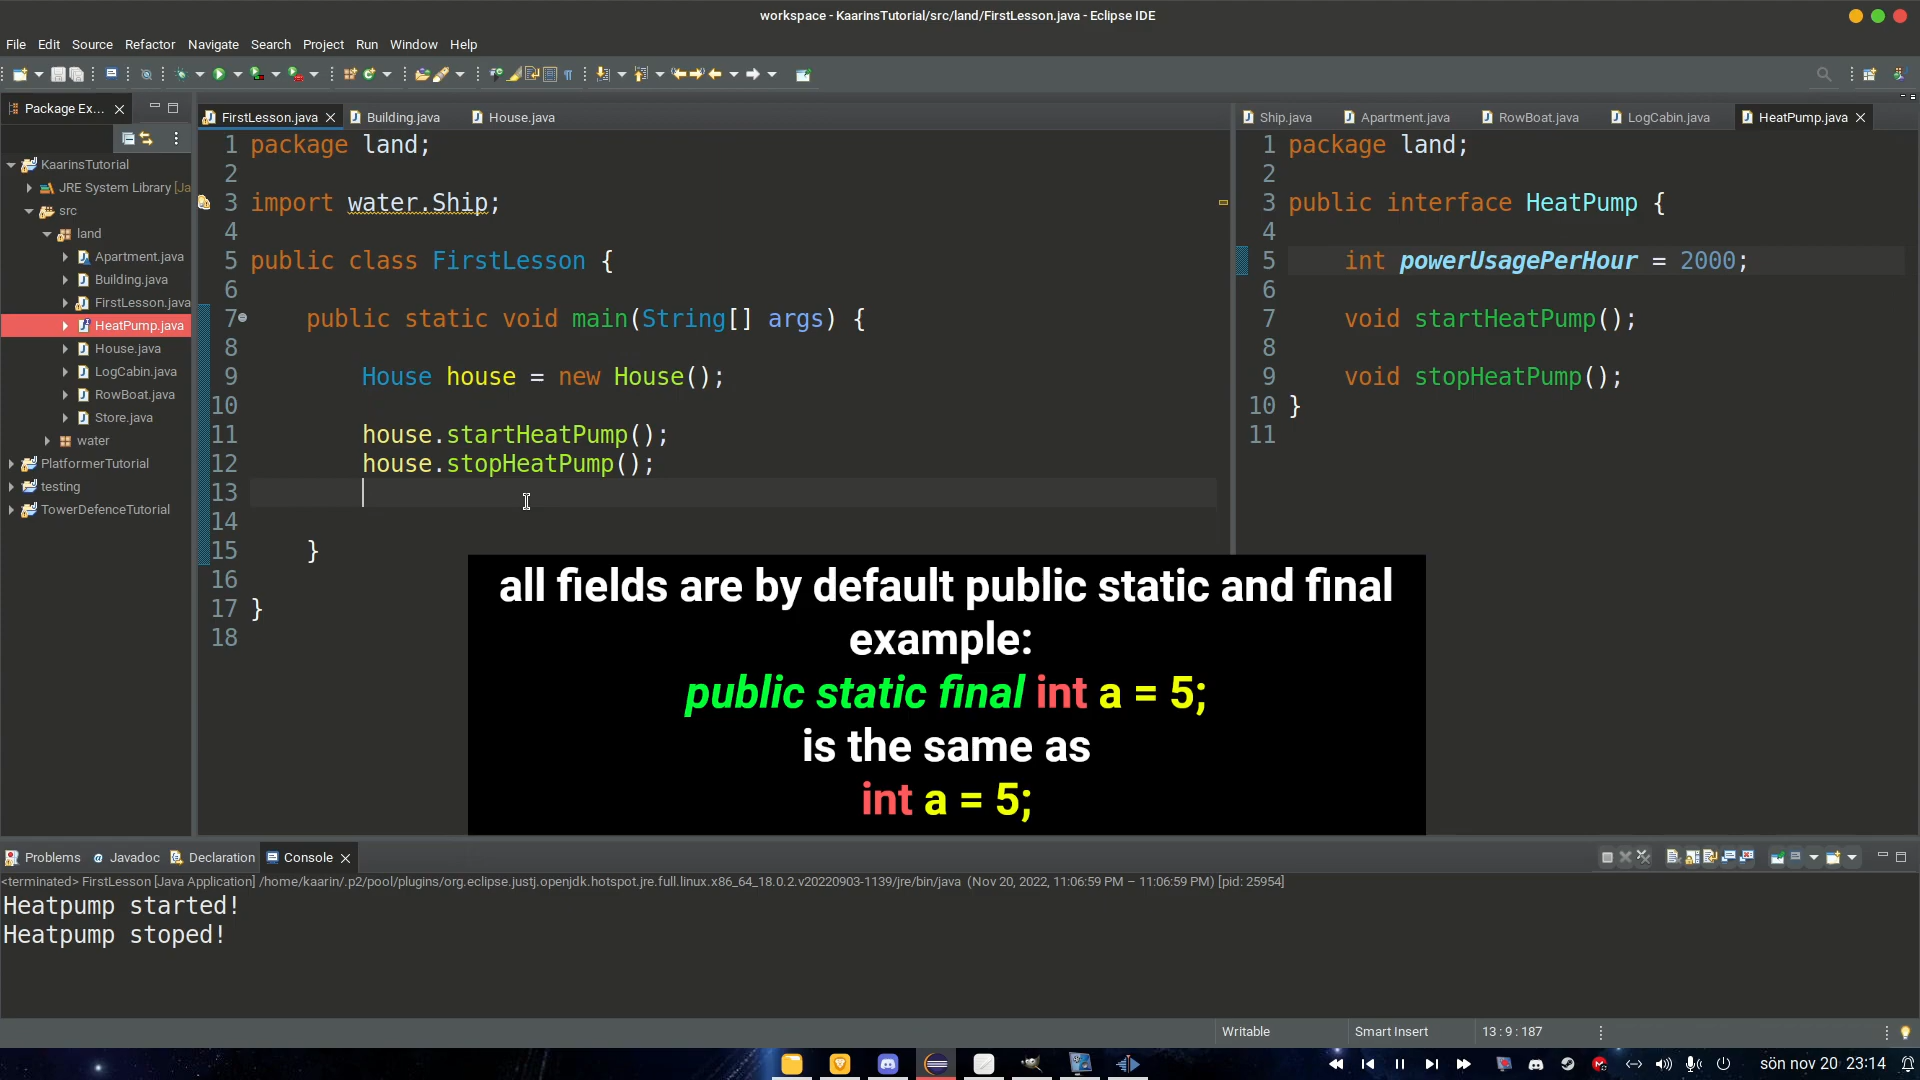 workspace - KaarinsTutorial/src/land/FirstLesson.java - Eclipse IDE
File Edit Source Refactor Navigate Search Project Run Window Help
Package Ex...
KaarinsTutorial
JRE System Library [Ja
src
land
Apartment.java
Building.java
FirstLesson.java
HeatPump.java
House.java
LogCabin.java
RowBoat.java
Store.java
water
PlatformerTutorial
testing
TowerDefenceTutorial
FirstLesson.java Building.java House.java
1 package land;
2
3 import water.Ship;
4
5 public class FirstLesson {
6
7 public static void main(String[] args) {
8
9 House house = new House();
10
11 house.startHeatPump();
12 house.stopHeatPump();
13
14
15 }
16
17 }
18
Ship.java Apartment.java RowBoat.java LogCabin.java HeatPump.java
1 package land;
2
3 public interface HeatPump {
4
5 int powerUsagePerHour = 2000;
6
7 void startHeatPump();
8
9 void stopHeatPump();
10 }
11
all fields are by default public static and final
example:
public static final int a = 5;
is the same as
int a = 5;
Problems Javadoc Declaration Console
<terminated> FirstLesson [Java Application] /home/kaarin/.p2/pool/plugins/org.eclipse.justj.openjdk.hotspot.jre.full.linux.x86_64_18.0.2.v20220903-1139/jre/bin/java (Nov 20, 2022, 11:06:59 PM – 11:06:59 PM) [pid: 25954]
Heatpump started!
Heatpump stoped!
Writable Smart Insert 13 : 9 : 187
sön nov 20 23:14